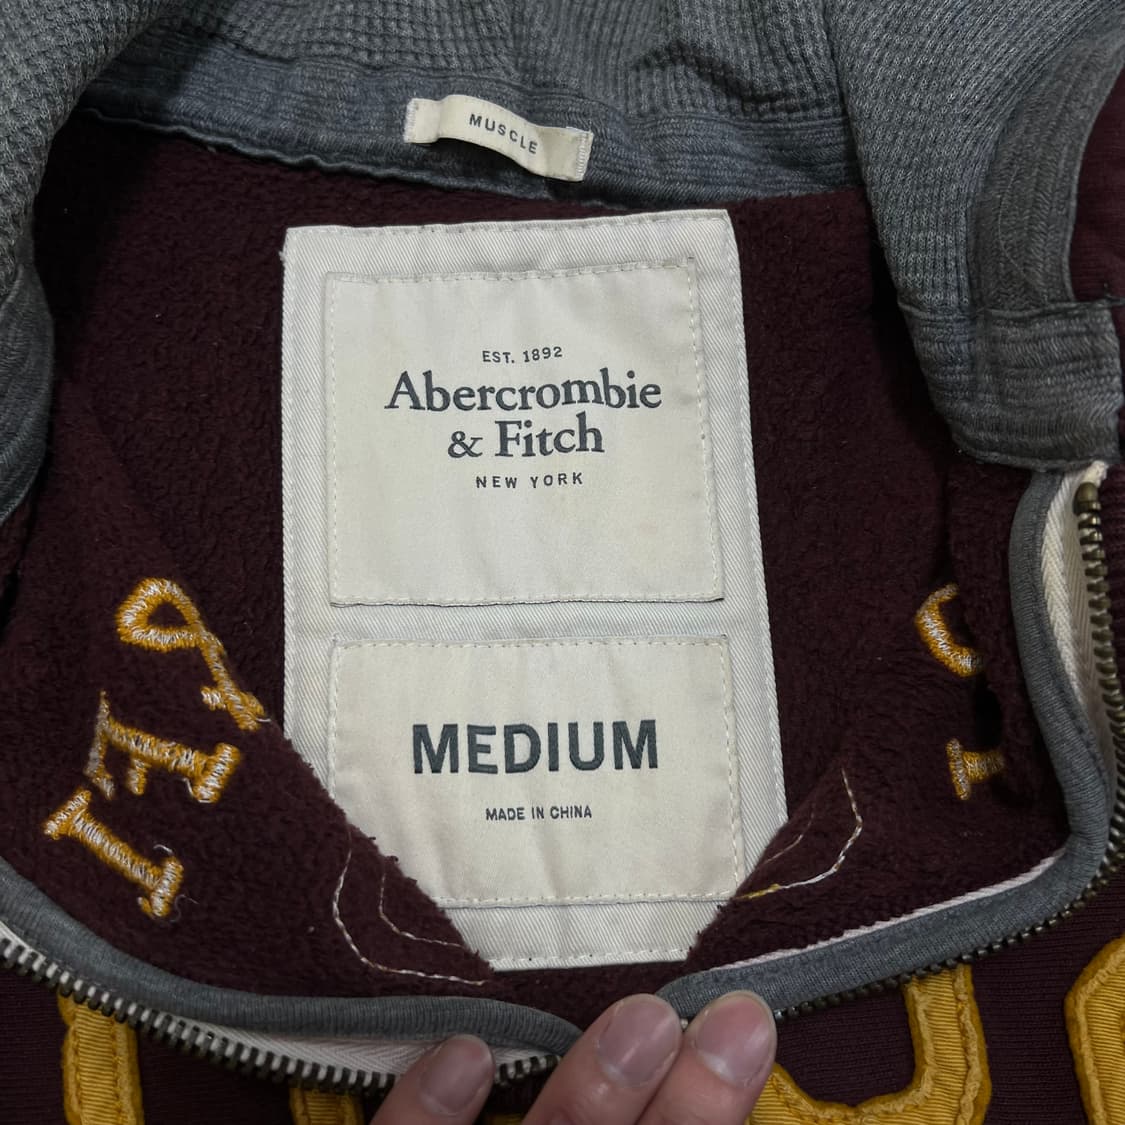 MUSCLE
EST. 1892
Abercrombie
& Fitch
NEW YORK
MEDIUM
MADE IN CHINA